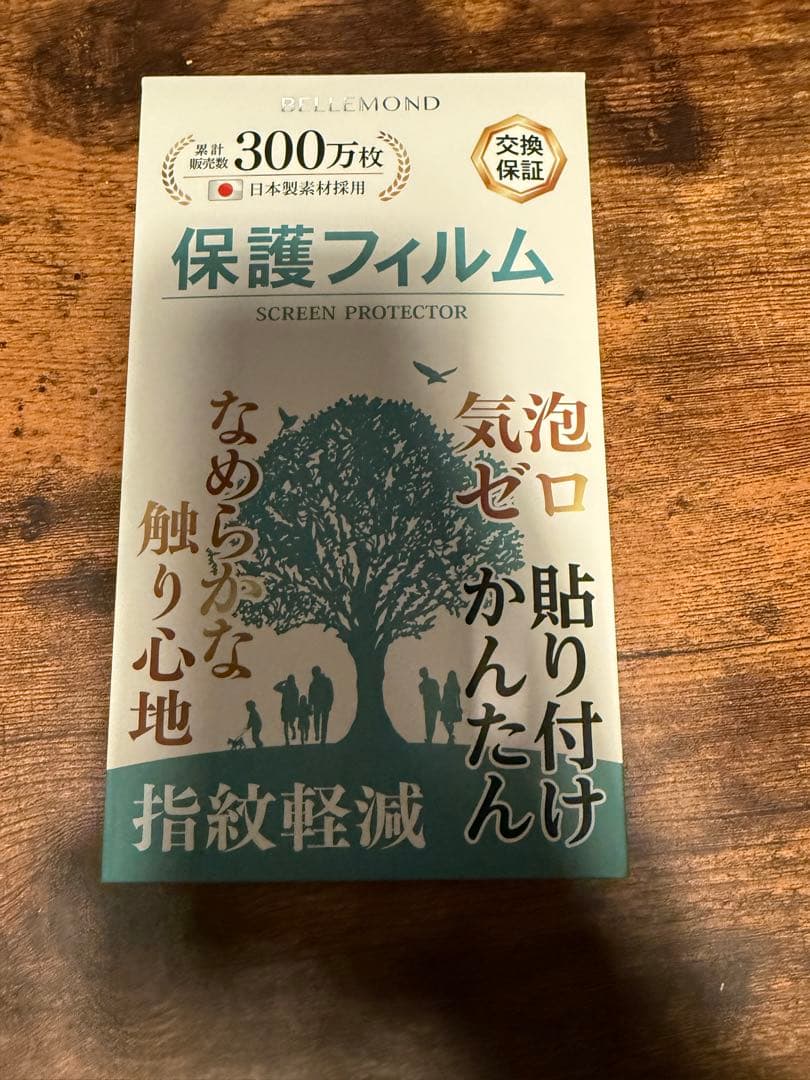 BELLEMOND
累計
販売数 300万枚
日本製素材採用
交換
保証
保護フィルム
SCREEN PROTECTOR
気泡
ゼロ
貼り付け
かんたん
なめらかな
触り心地
指紋軽減